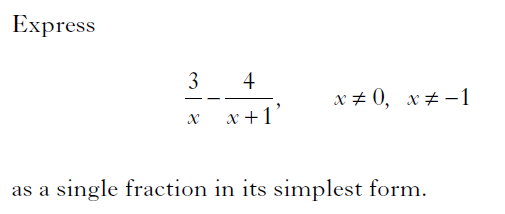 Express
3/x − 4/(x + 1), x ≠ 0, x ≠ −1
as a single fraction in its simplest form.